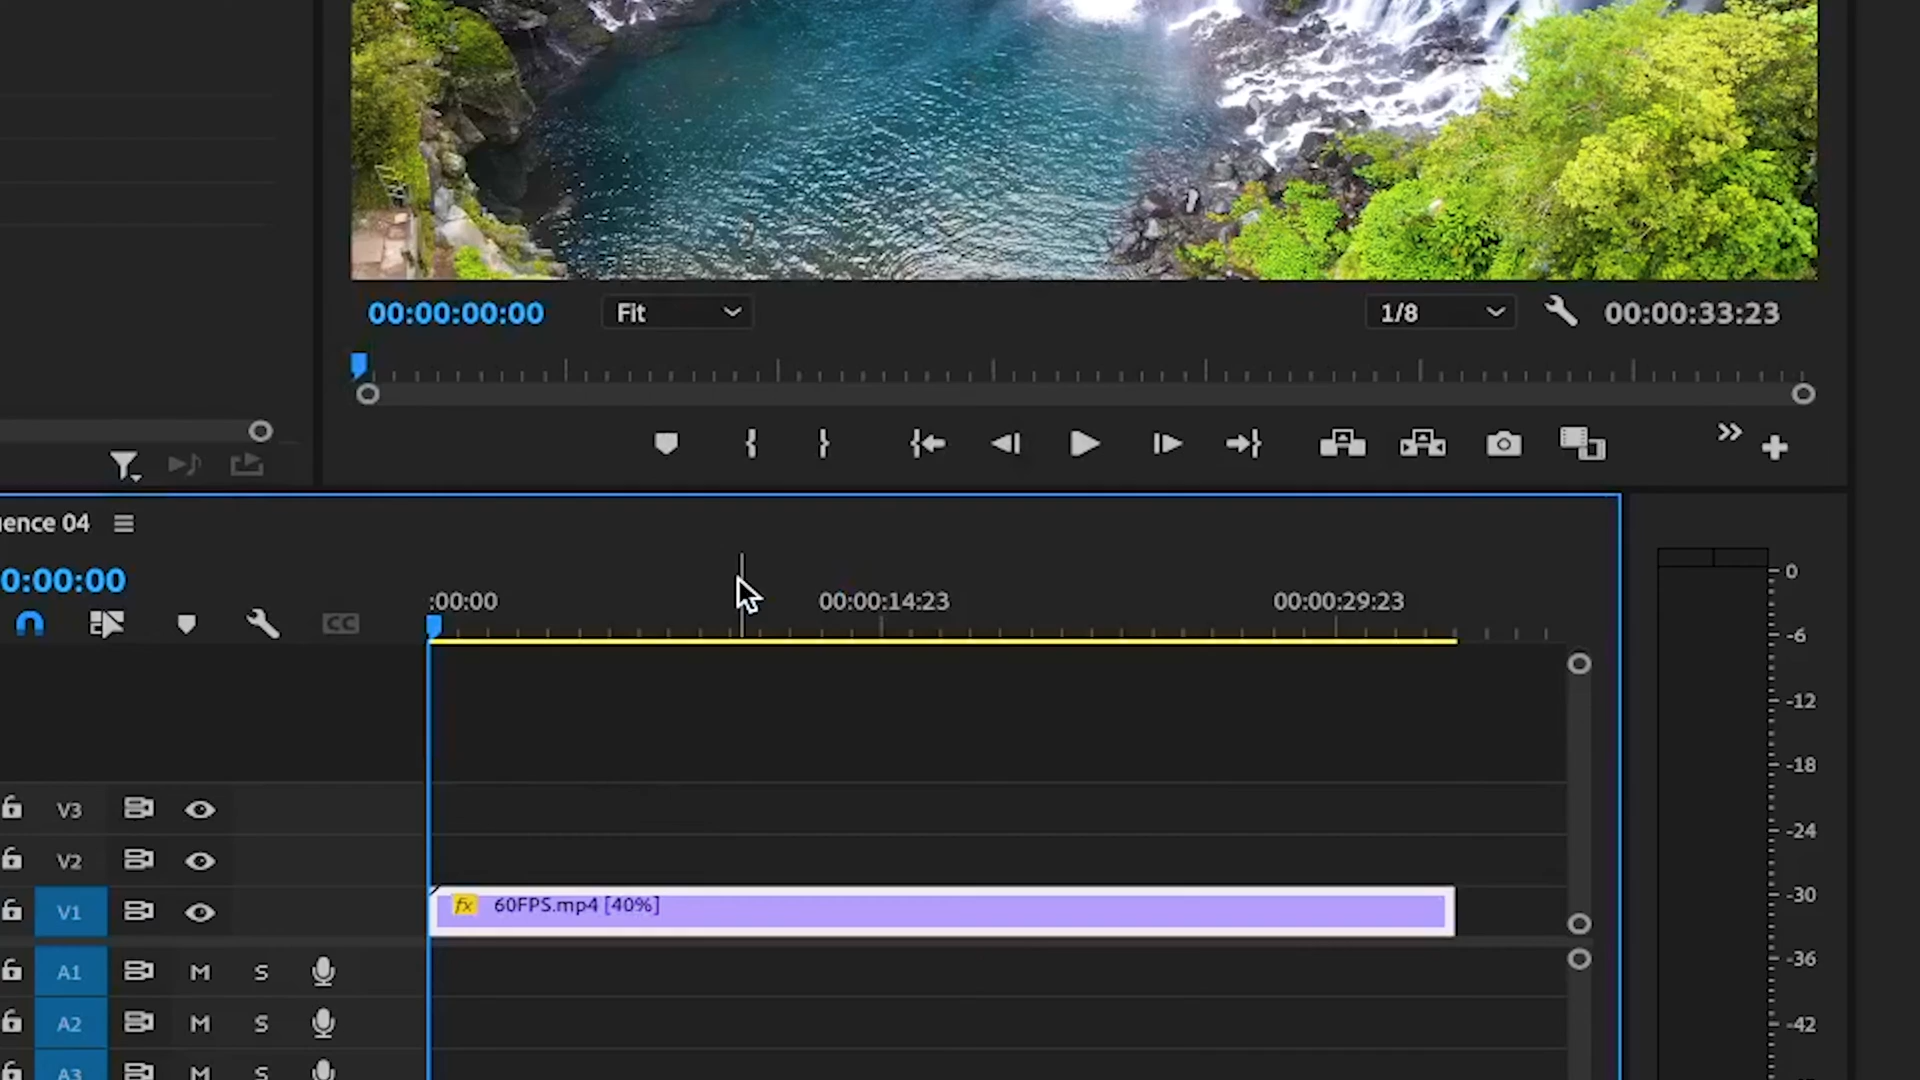 00:00:00:00
Fit
1/8
00:00:33:23
uence 04
0:00:00
:00:00
00:00:14:23
00:00:29:23
CC
0
-6
-12
-18
-24
-30
-36
-42
V3
V2
V1
fx 60FPS.mp4 [40%]
A1
M
S
A2
M
S
A3
M
S